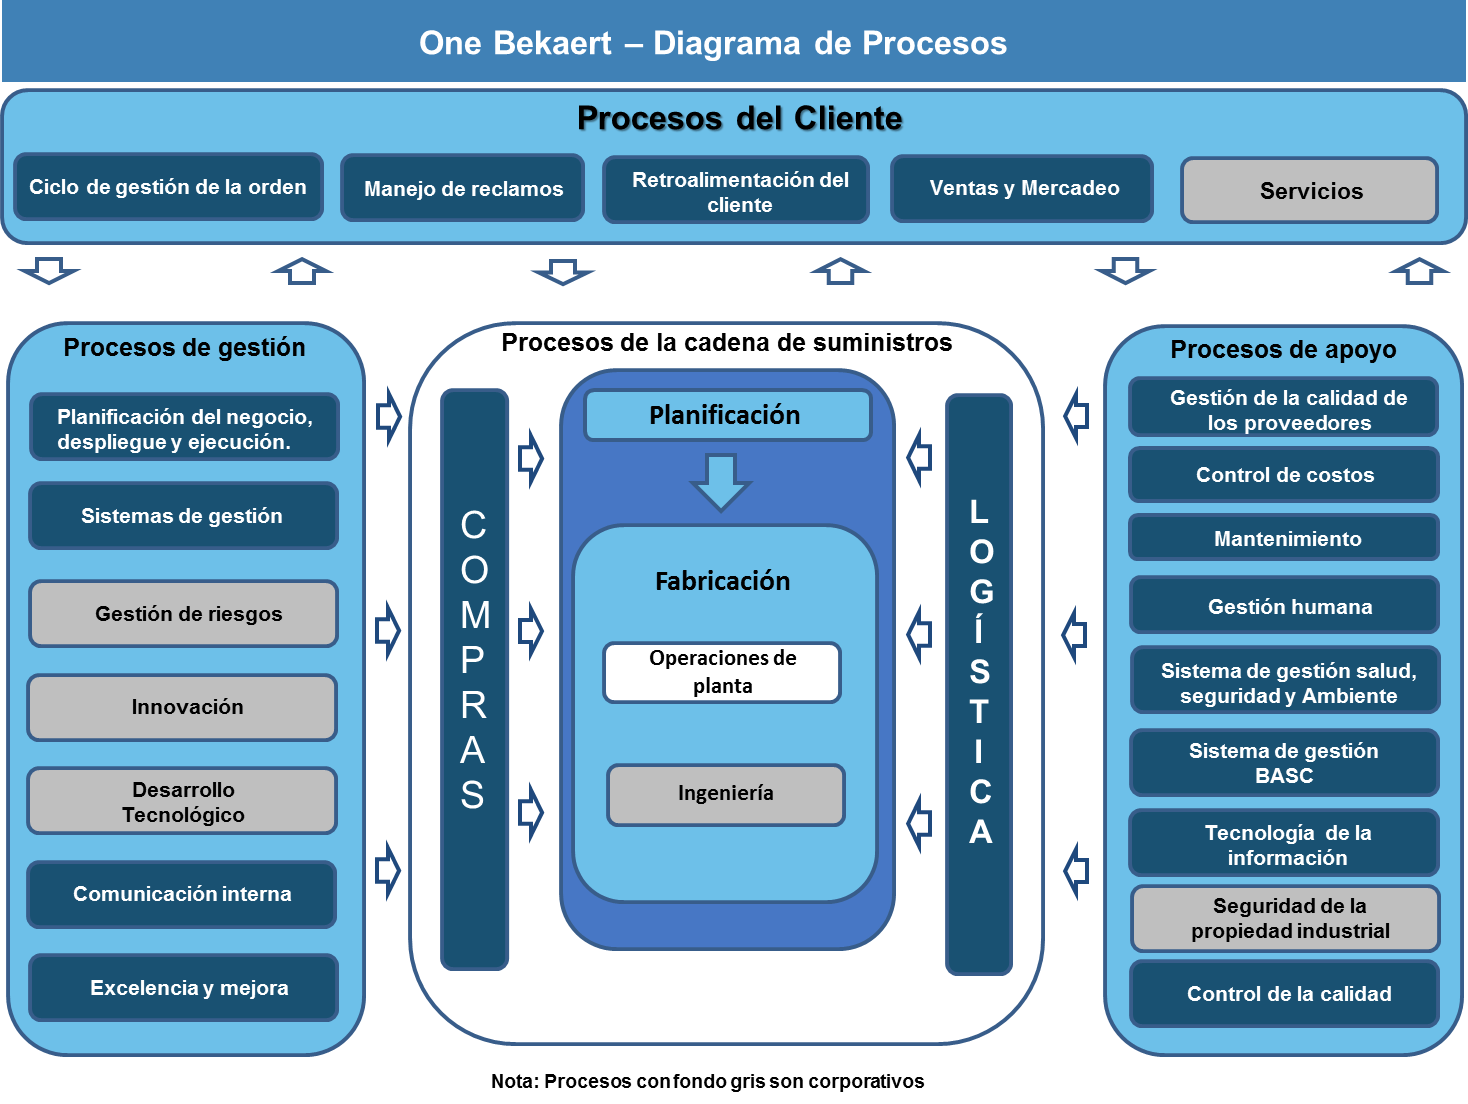 One Bekaert – Diagrama de Procesos
Procesos del Cliente
Ciclo de gestión de la orden
Manejo de reclamos
Retroalimentación del
cliente
Ventas y Mercadeo
Servicios
Procesos de gestión
Planificación del negocio,
despliegue y ejecución.
Sistemas de gestión
Gestión de riesgos
Innovación
Desarrollo
Tecnológico
Comunicación interna
Excelencia y mejora
Procesos de la cadena de suministros
COMPRAS
Planificación
Fabricación
Operaciones de
planta
Ingeniería
LOGÍSTICA
Procesos de apoyo
Gestión de la calidad de
los proveedores
Control de costos
Mantenimiento
Gestión humana
Sistema de gestión salud,
seguridad y Ambiente
Sistema de gestión
BASC
Tecnología de la
información
Seguridad de la
propiedad industrial
Control de la calidad
Nota: Procesos con fondo gris son corporativos